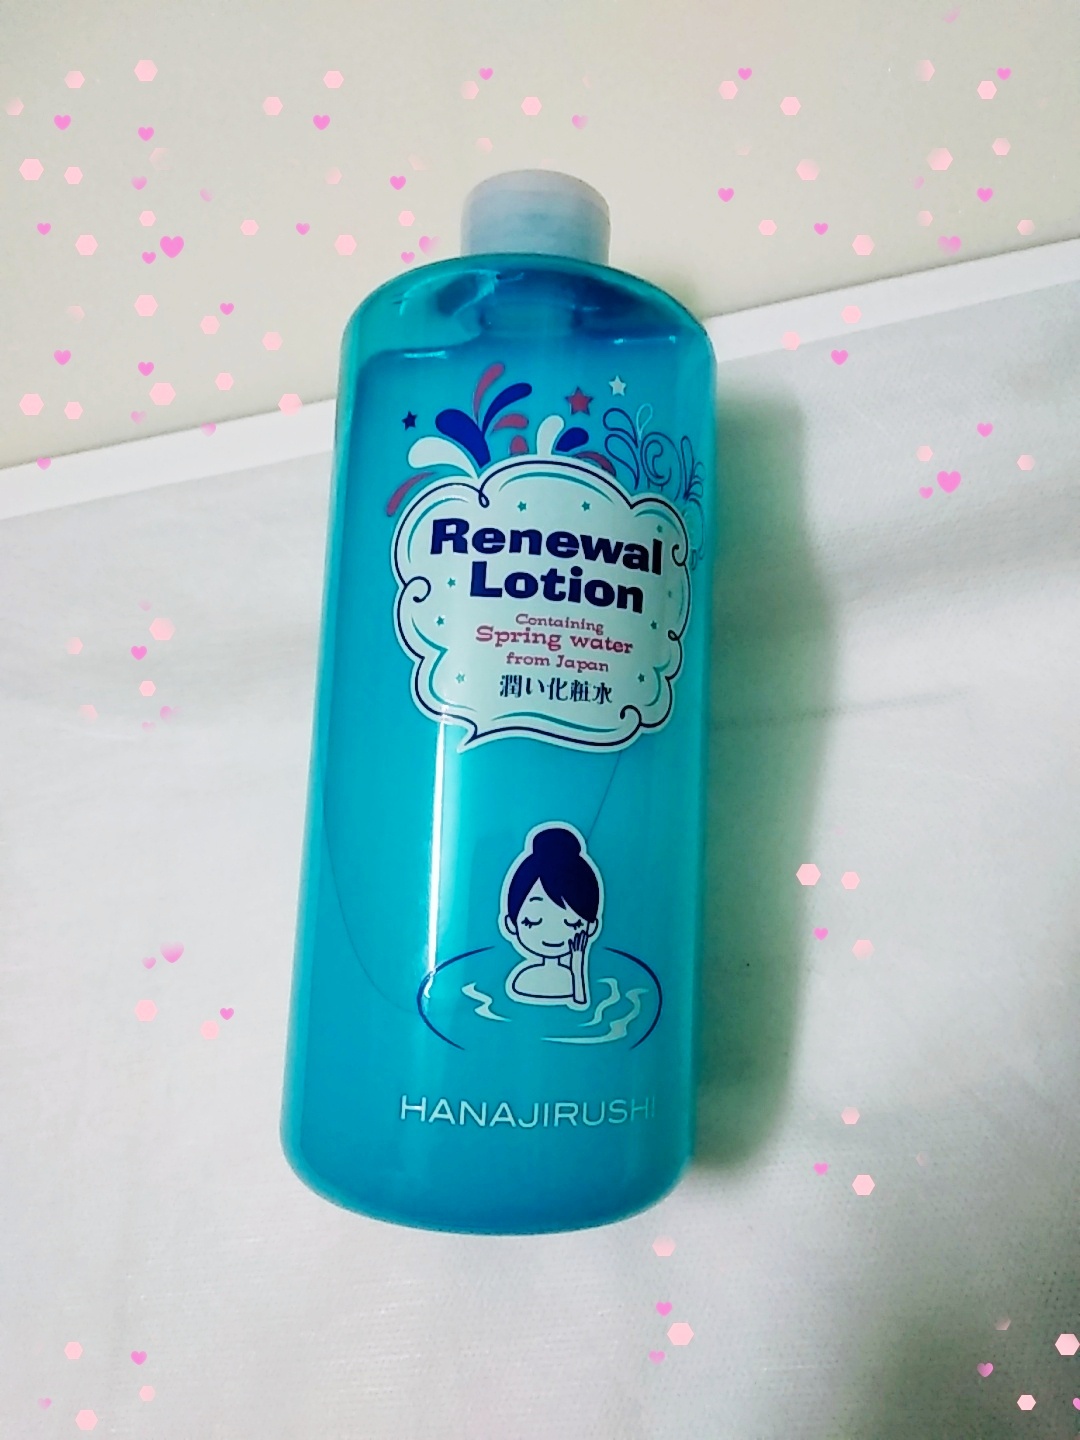 Renewal
Lotion
Containing
Spring water
from Japan
潤い化粧水
HANAJIRUSHI